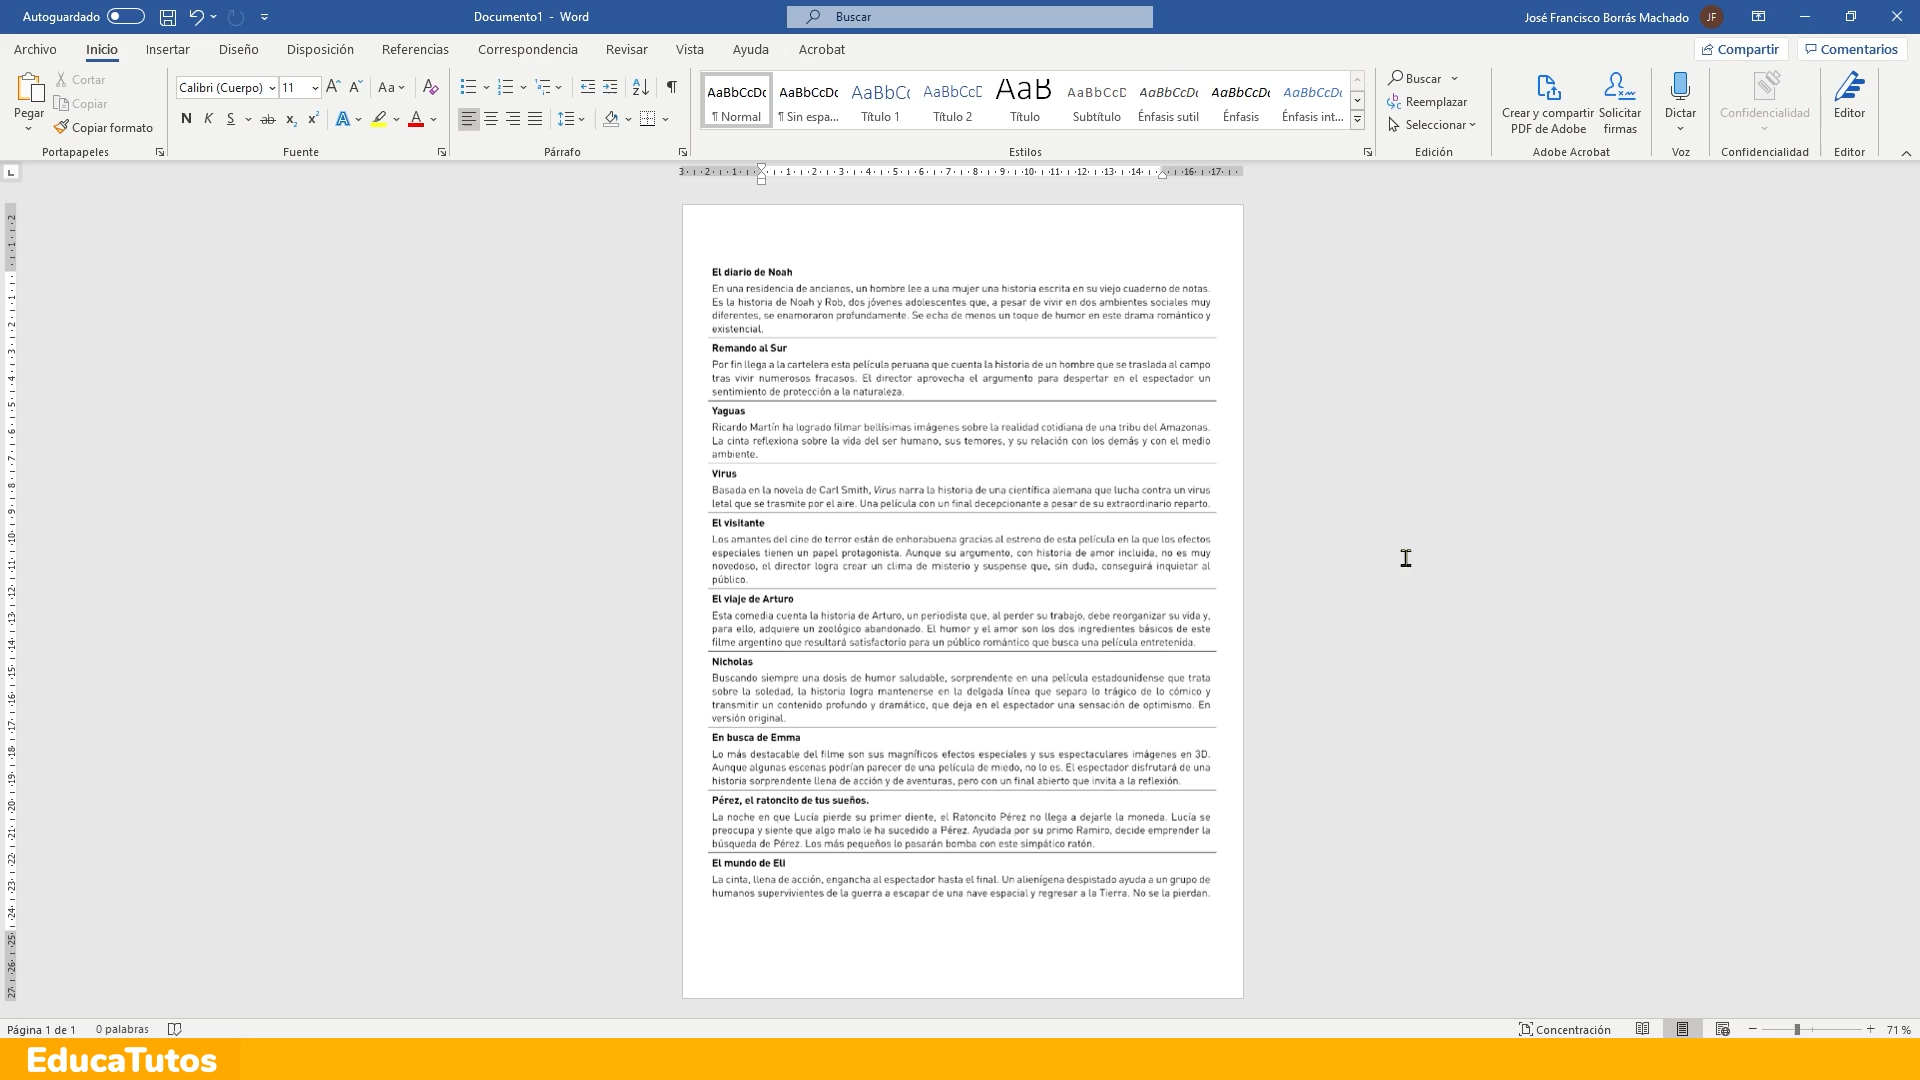 Autoguardado
Documento1 - Word
Buscar
José Francisco Borrás Machado
JF
Archivo Inicio Insertar Diseño Disposición Referencias Correspondencia Revisar Vista Ayuda Acrobat
Compartir Comentarios
Pegar
Cortar
Copiar
Copiar formato
Portapapeles
Calibri (Cuerpo) 11
Aa
N K S ab x₂ x²
Fuente
Párrafo
AaBbCcDc AaBbCcDc AaBbCc AaBbCcD AaB AaBbCcD AaBbCcDc AaBbCcDc AaBbCcDc
¶ Normal ¶ Sin espa... Título 1 Título 2 Título Subtítulo Énfasis sutil Énfasis Énfasis int...
Estilos
Buscar
Reemplazar
Seleccionar
Edición
Crear y compartir PDF de Adobe
Solicitar firmas
Adobe Acrobat
Dictar
Voz
Confidencialidad
Confidencialidad
Editor
Editor
3 2 1 1 2 3 4 5 6 7 8 9 10 11 12 13 14 16 17
El diario de Noah
En una residencia de ancianos, un hombre lee a una mujer una historia escrita en su viejo cuaderno de notas.
Es la historia de Noah y Rob, dos jóvenes adolescentes que, a pesar de vivir en dos ambientes sociales muy
diferentes, se enamoraron profundamente. Se echa de menos un toque de humor en este drama romántico y
existencial.
Remando al Sur
Por fin llega a la cartelera esta película peruana que cuenta la historia de un hombre que se traslada al campo
tras vivir numerosos fracasos. El director aprovecha el argumento para despertar en el espectador un
sentimiento de protección a la naturaleza.
Yaguas
Ricardo Martín ha logrado filmar bellísimas imágenes sobre la realidad cotidiana de una tribu del Amazonas.
La cinta reflexiona sobre la vida del ser humano, sus temores, y su relación con los demás y con el medio
ambiente.
Virus
Basada en la novela de Carl Smith, Virus narra la historia de una científica alemana que lucha contra un virus
letal que se trasmite por el aire. Una película con un final decepcionante a pesar de su extraordinario reparto.
El visitante
Los amantes del cine de terror están de enhorabuena gracias al estreno de esta película en la que los efectos
especiales tienen un papel protagonista. Aunque su argumento, con historia de amor incluida, no es muy
novedoso, el director logra crear un clima de misterio y suspense que, sin duda, conseguirá inquietar al
público.
El viaje de Arturo
Esta comedia cuenta la historia de Arturo, un periodista que, al perder su trabajo, debe reorganizar su vida y,
para ello, adquiere un zoológico abandonado. El humor y el amor son los dos ingredientes básicos de este
filme argentino que resultará satisfactorio para un público romántico que busca una película entretenida.
Nicholas
Buscando siempre una dosis de humor saludable, sorprendente en una película estadounidense que trata
sobre la soledad, la historia logra mantenerse en la delgada línea que separa lo trágico de lo cómico y
transmitir un contenido profundo y dramático, que deja en el espectador una sensación de optimismo. En
versión original.
En busca de Emma
Lo más destacable del filme son sus magníficos efectos especiales y sus espectaculares imágenes en 3D.
Aunque algunas escenas podrían parecer de una película de miedo, no lo es. El espectador disfrutará de una
historia sorprendente llena de acción y de aventuras, pero con un final abierto que invita a la reflexión.
Pérez, el ratoncito de tus sueños.
La noche en que Lucía pierde su primer diente, el Ratoncito Pérez no llega a dejarle la moneda. Lucía se
preocupa y siente que algo malo le ha sucedido a Pérez. Ayudada por su primo Ramiro, decide emprender la
búsqueda de Pérez. Los más pequeños lo pasarán bomba con este simpático ratón.
El mundo de Eli
La cinta, llena de acción, engancha al espectador hasta el final. Un alienígena despistado ayuda a un grupo de
humanos supervivientes de la guerra a escapar de una nave espacial y regresar a la Tierra. No se la pierdan.
Página 1 de 1 0 palabras
Concentración
71 %
EducaTutos